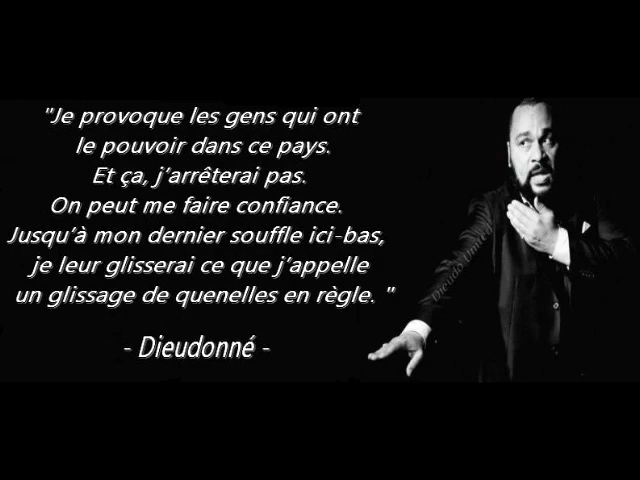 "Je provoque les gens qui ont
le pouvoir dans ce pays.
Et ça, j'arrêterai pas.
On peut me faire confiance.
Jusqu'à mon dernier souffle ici-bas,
je leur glisserai ce que j'appelle
un glissage de quenelles en règle. "
- Dieudonné -
Dieudo United